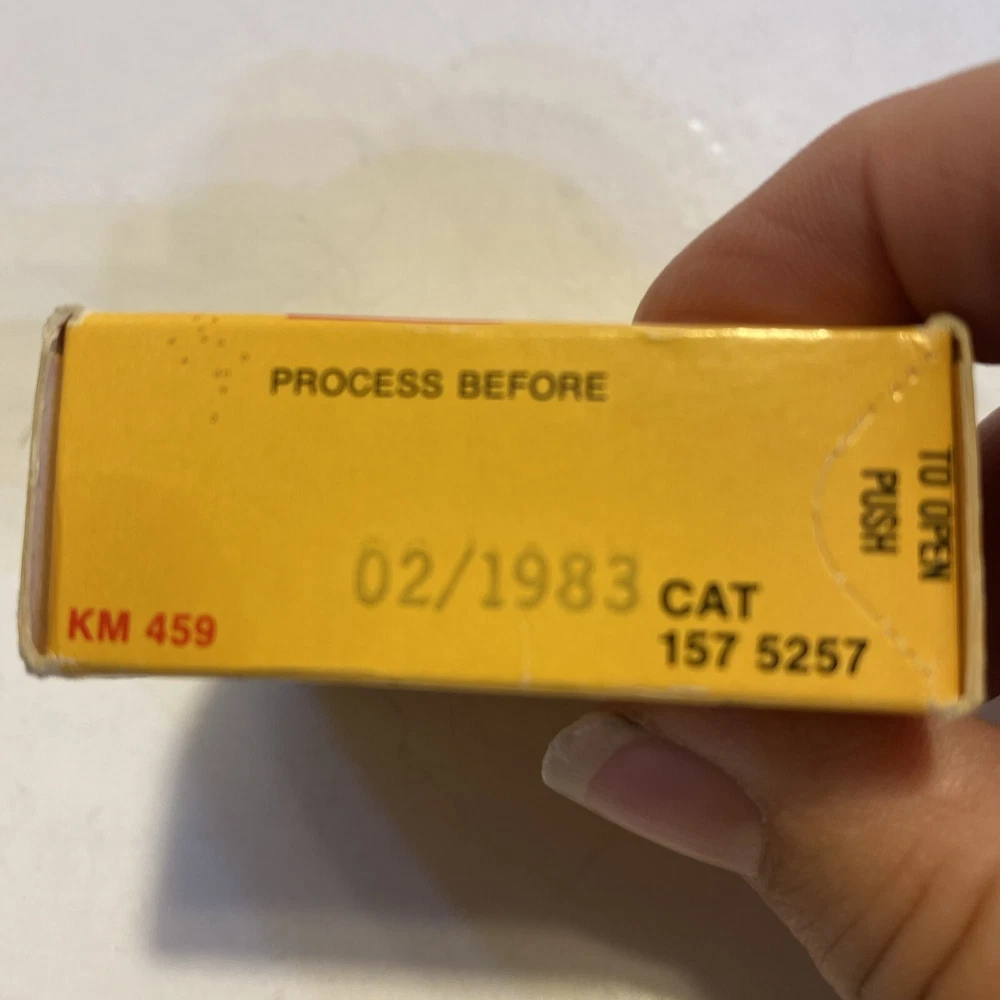 PROCESS BEFORE
02/1983
KM 459
CAT
157 5257
TO OPEN
PUSH